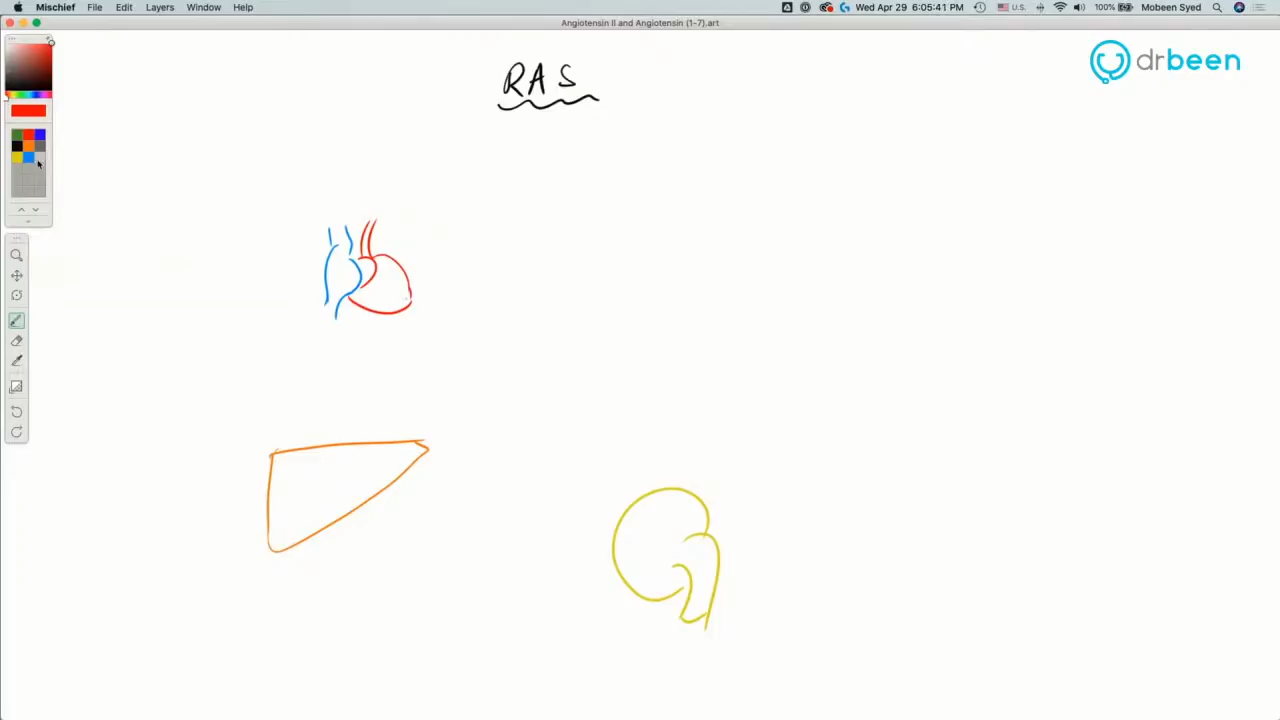 Mischief File Edit Layers Window Help U.S. Wed Apr 29 6:05:41 PM 100% Mobeen Syed
Angiotensin II and Angiotensin (1-7).art
drbeen
RAS